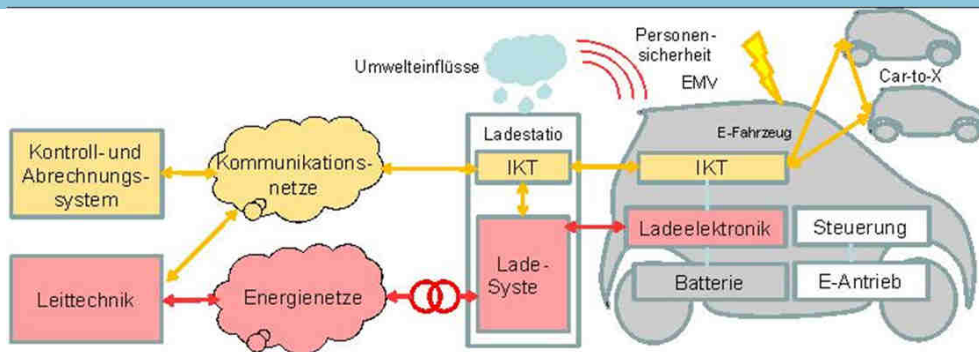 Umwelteinflüsse
Personen-
sicherheit
EMV
Car-to-X
E-Fahrzeug
Kontroll- und
Abrechnungs-
system
Kommunikations-
netze
Ladestatio
IKT
IKT
Leittechnik
Energienetze
Lade-
Syste
Ladeelektronik
Steuerung
Batterie
E-Antrieb